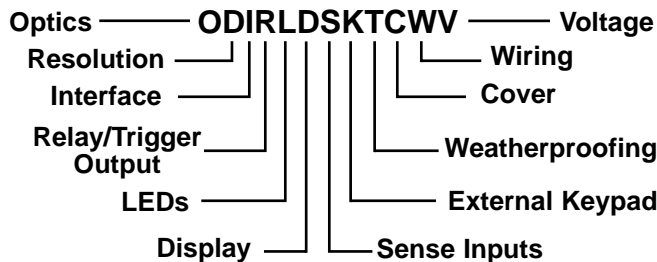 Optics ODIRLDSKTCWV Voltage
Resolution Wiring
Interface Cover
Relay/Trigger
Output Weatherproofing
LEDs External Keypad
Display Sense Inputs